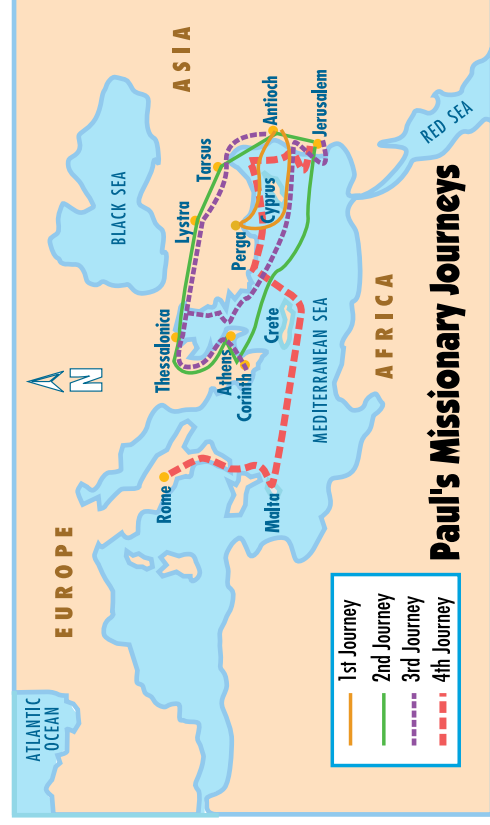 ATLANTIC
OCEAN
EUROPE
BLACK SEA
ASIA
N
Rome
Thessalonica
Lystra
Tarsus
Athens
Corinth
Perga
Cyprus
Antioch
Malta
Crete
Jerusalem
MEDITERRANEAN SEA
AFRICA
RED SEA
Paul's Missionary Journeys
1st Journey
2nd Journey
3rd Journey
4th Journey